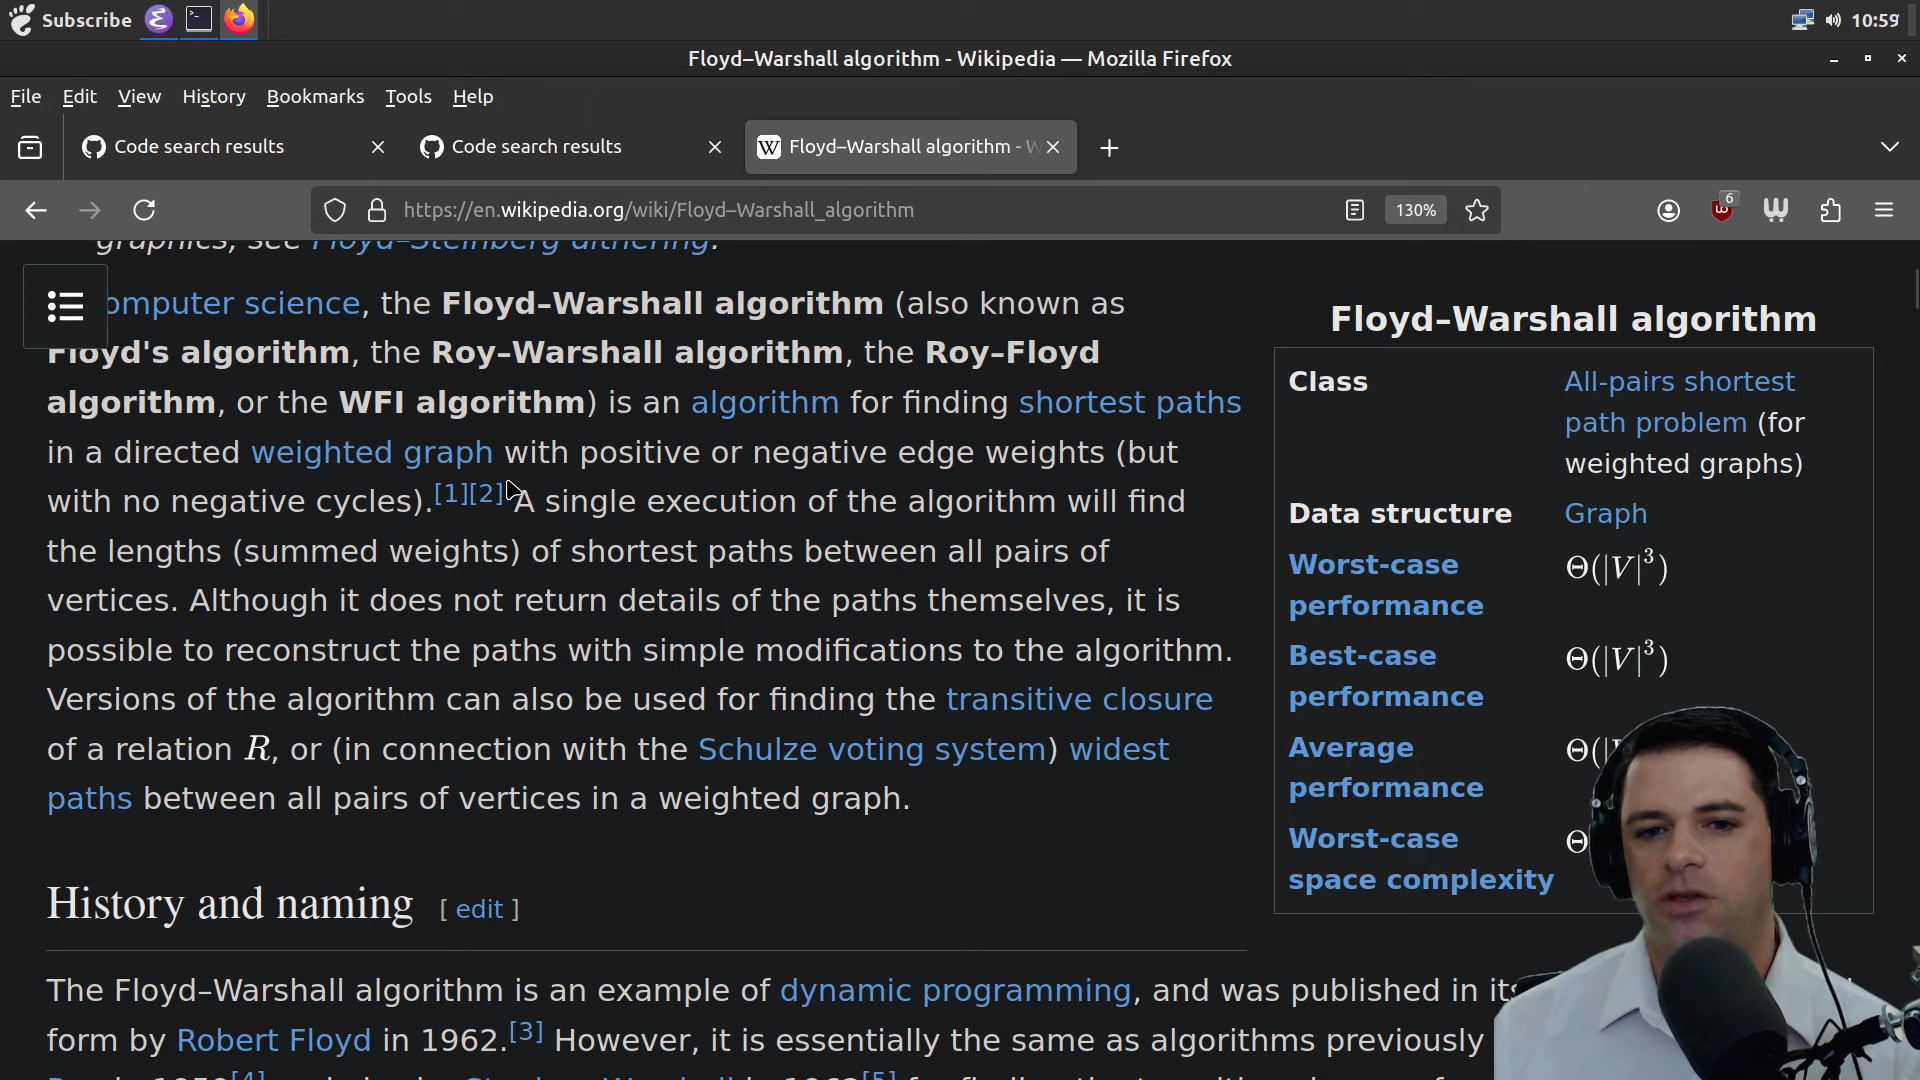 Subscribe
10:59
Floyd–Warshall algorithm - Wikipedia — Mozilla Firefox
File Edit View History Bookmarks Tools Help
Code search results
Code search results
Floyd–Warshall algorithm -
https://en.wikipedia.org/wiki/Floyd–Warshall_algorithm
130%
6
graphics, see Floyd–Steinberg dithering.
omputer science, the Floyd–Warshall algorithm (also known as
Floyd's algorithm, the Roy–Warshall algorithm, the Roy–Floyd
algorithm, or the WFI algorithm) is an algorithm for finding shortest paths
in a directed weighted graph with positive or negative edge weights (but
with no negative cycles).[1][2] A single execution of the algorithm will find
the lengths (summed weights) of shortest paths between all pairs of
vertices. Although it does not return details of the paths themselves, it is
possible to reconstruct the paths with simple modifications to the algorithm.
Versions of the algorithm can also be used for finding the transitive closure
of a relation R, or (in connection with the Schulze voting system) widest
paths between all pairs of vertices in a weighted graph.
Floyd–Warshall algorithm
Class All-pairs shortest
path problem (for
weighted graphs)
Data structure Graph
Worst-case Θ(|V|³)
performance
Best-case Θ(|V|³)
performance
Average Θ(|
performance
Worst-case Θ
space complexity
History and naming [ edit ]
The Floyd–Warshall algorithm is an example of dynamic programming, and was published in its
form by Robert Floyd in 1962.[3] However, it is essentially the same as algorithms previously